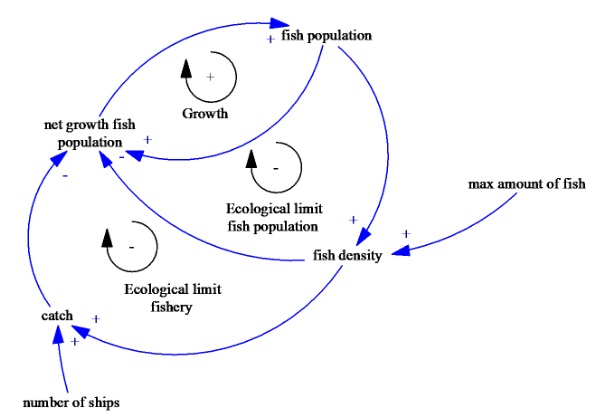 + fish population
+
Growth
net growth fish
population
+
-
-
-
max amount of fish
Ecological limit
fish population
+
+
fish density
-
Ecological limit
fishery
catch
+
+
number of ships